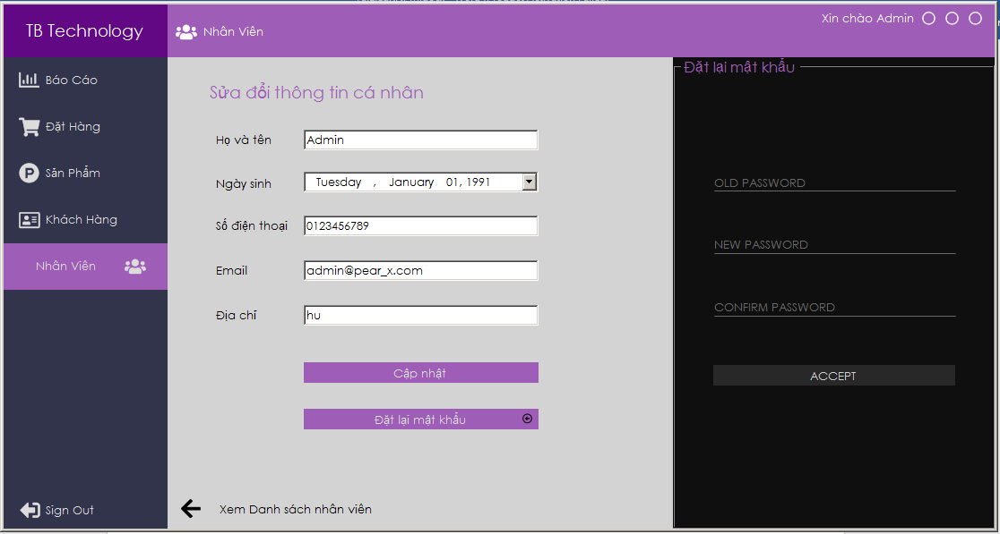 TB Technology
Nhân Viên
Xin chào Admin
Báo Cáo
Đặt Hàng
Sản Phẩm
Khách Hàng
Nhân Viên
Sign Out
Sửa đổi thông tin cá nhân
Họ và tên
Admin
Ngày sinh
Tuesday , January 01, 1991
Số điện thoại
0123456789
Email
admin@pear_x.com
Địa chỉ
hu
Cập nhật
Đặt lại mật khẩu
Xem Danh sách nhân viên
Đặt lại mật khẩu
OLD PASSWORD
NEW PASSWORD
CONFIRM PASSWORD
ACCEPT